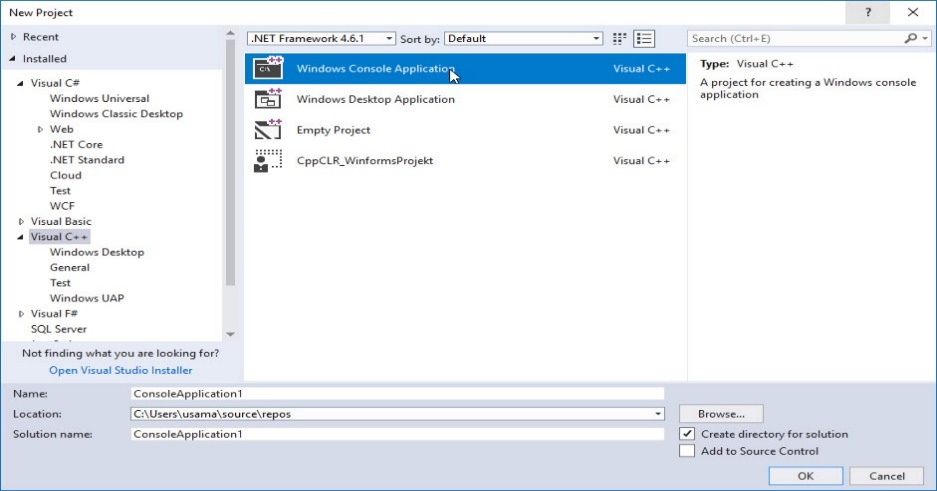 New Project
?
Recent
Installed
Visual C#
Windows Universal
Windows Classic Desktop
Web
.NET Core
.NET Standard
Cloud
Test
WCF
Visual Basic
Visual C++
Windows Desktop
General
Test
Windows UAP
Visual F#
SQL Server
Not finding what you are looking for?
Open Visual Studio Installer
.NET Framework 4.6.1 Sort by: Default
Windows Console Application Visual C++
Windows Desktop Application Visual C++
Empty Project Visual C++
CppCLR_WinformsProjekt Visual C++
Search (Ctrl+E)
Type: Visual C++
A project for creating a Windows console
application
Name: ConsoleApplication1
Location: C:\Users\usama\source\repos Browse...
Solution name: ConsoleApplication1
Create directory for solution
Add to Source Control
OK Cancel